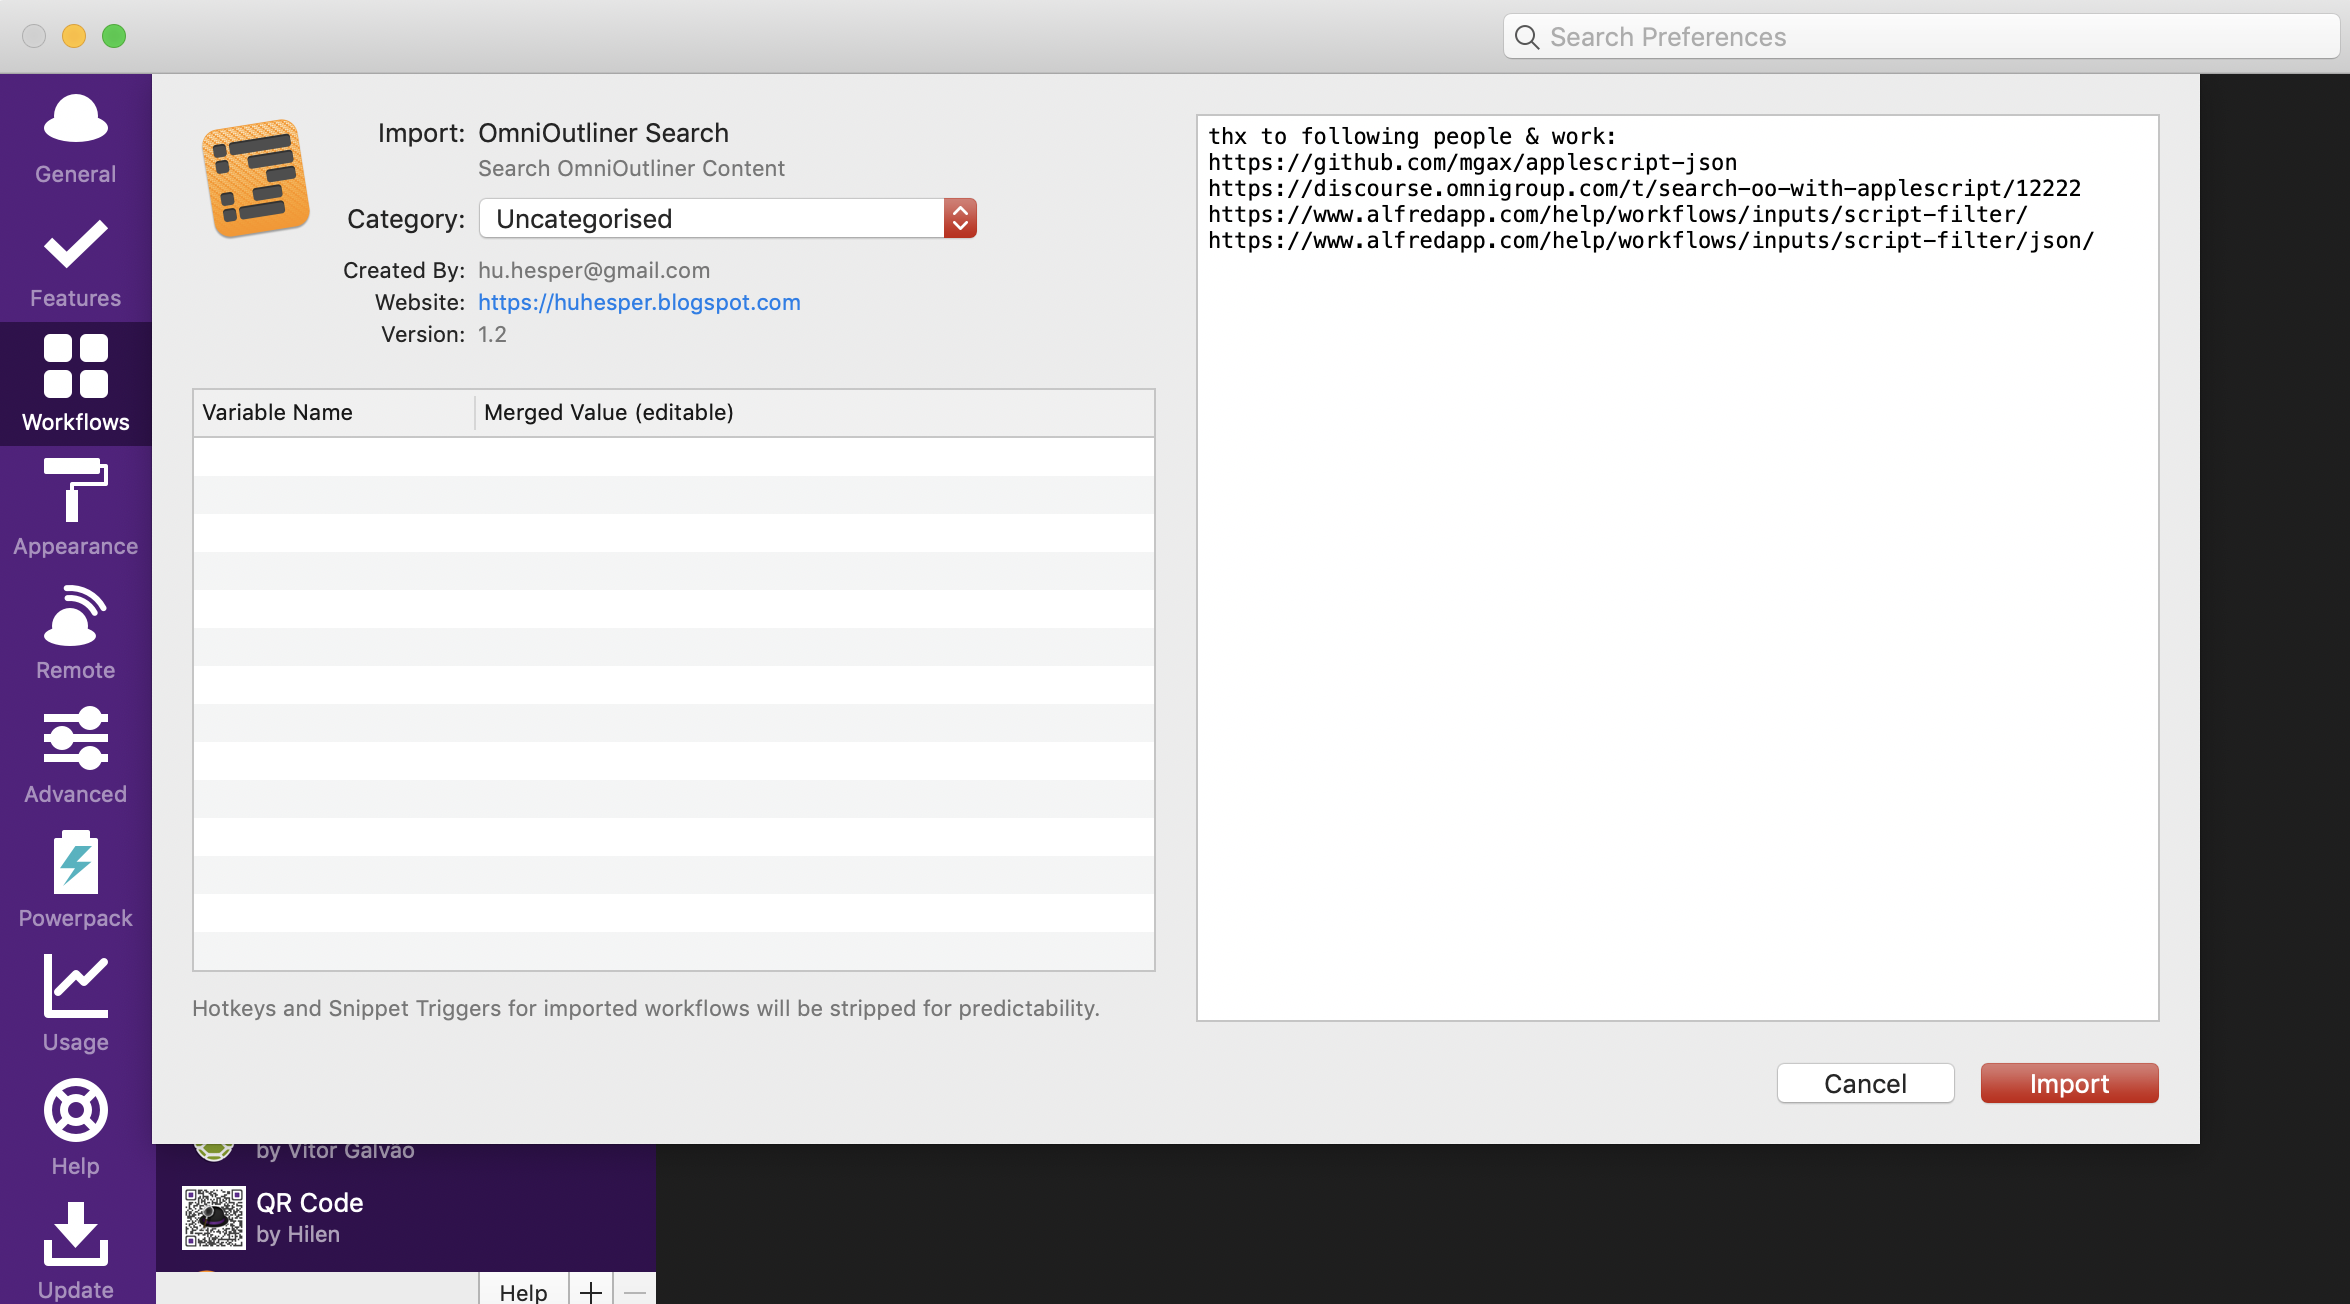 Search Preferences
General
Features
Workflows
Appearance
Remote
Advanced
Powerpack
Usage
Help
Update
Import: OmniOutliner Search
Search OmniOutliner Content
Category: Uncategorised
Created By: hu.hesper@gmail.com
Website: https://huhesper.blogspot.com
Version: 1.2
Variable Name Merged Value (editable)
Hotkeys and Snippet Triggers for imported workflows will be stripped for predictability.
thx to following people & work:
https://github.com/mgax/applescript-json
https://discourse.omnigroup.com/t/search-oo-with-applescript/12222
https://www.alfredapp.com/help/workflows/inputs/script-filter/
https://www.alfredapp.com/help/workflows/inputs/script-filter/json/
Cancel Import
by Vítor Galvão
QR Code
by Hilen
Help